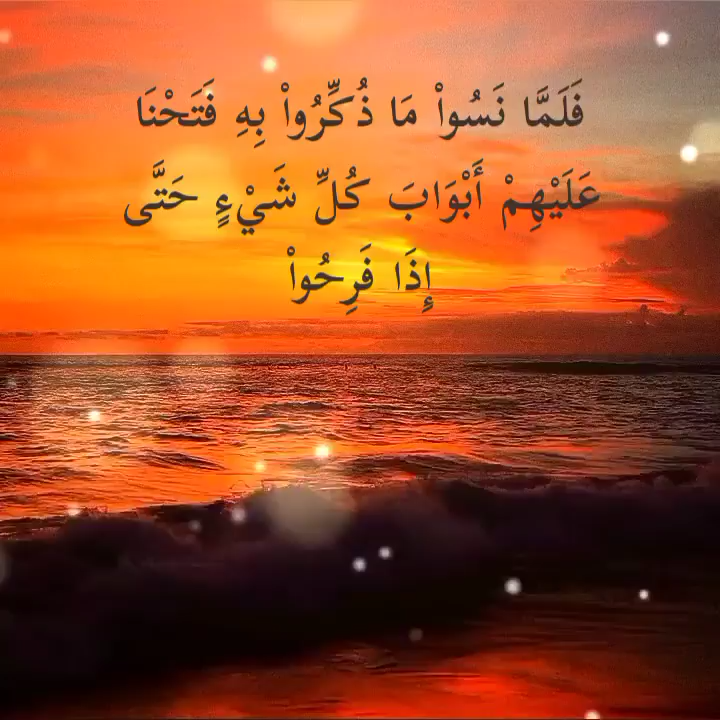 فَلَمَّا نَسُواْ مَا ذُكِّرُواْ بِهِ فَتَحْنَا
عَلَيْهِمْ أَبْوَابَ كُلِّ شَيْءٍ حَتَّى
إِذَا فَرِحُواْ